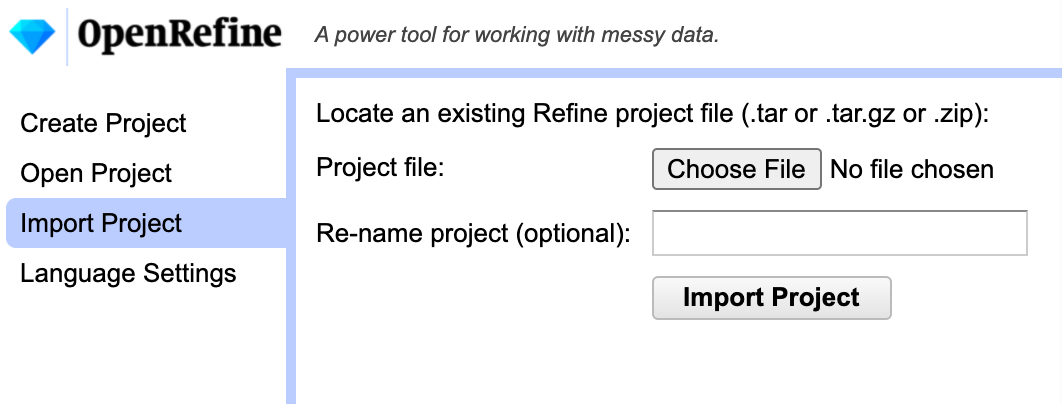 OpenRefine A power tool for working with messy data.
Create Project
Open Project
Import Project
Language Settings
Locate an existing Refine project file (.tar or .tar.gz or .zip):
Project file: Choose File No file chosen
Re-name project (optional):
Import Project